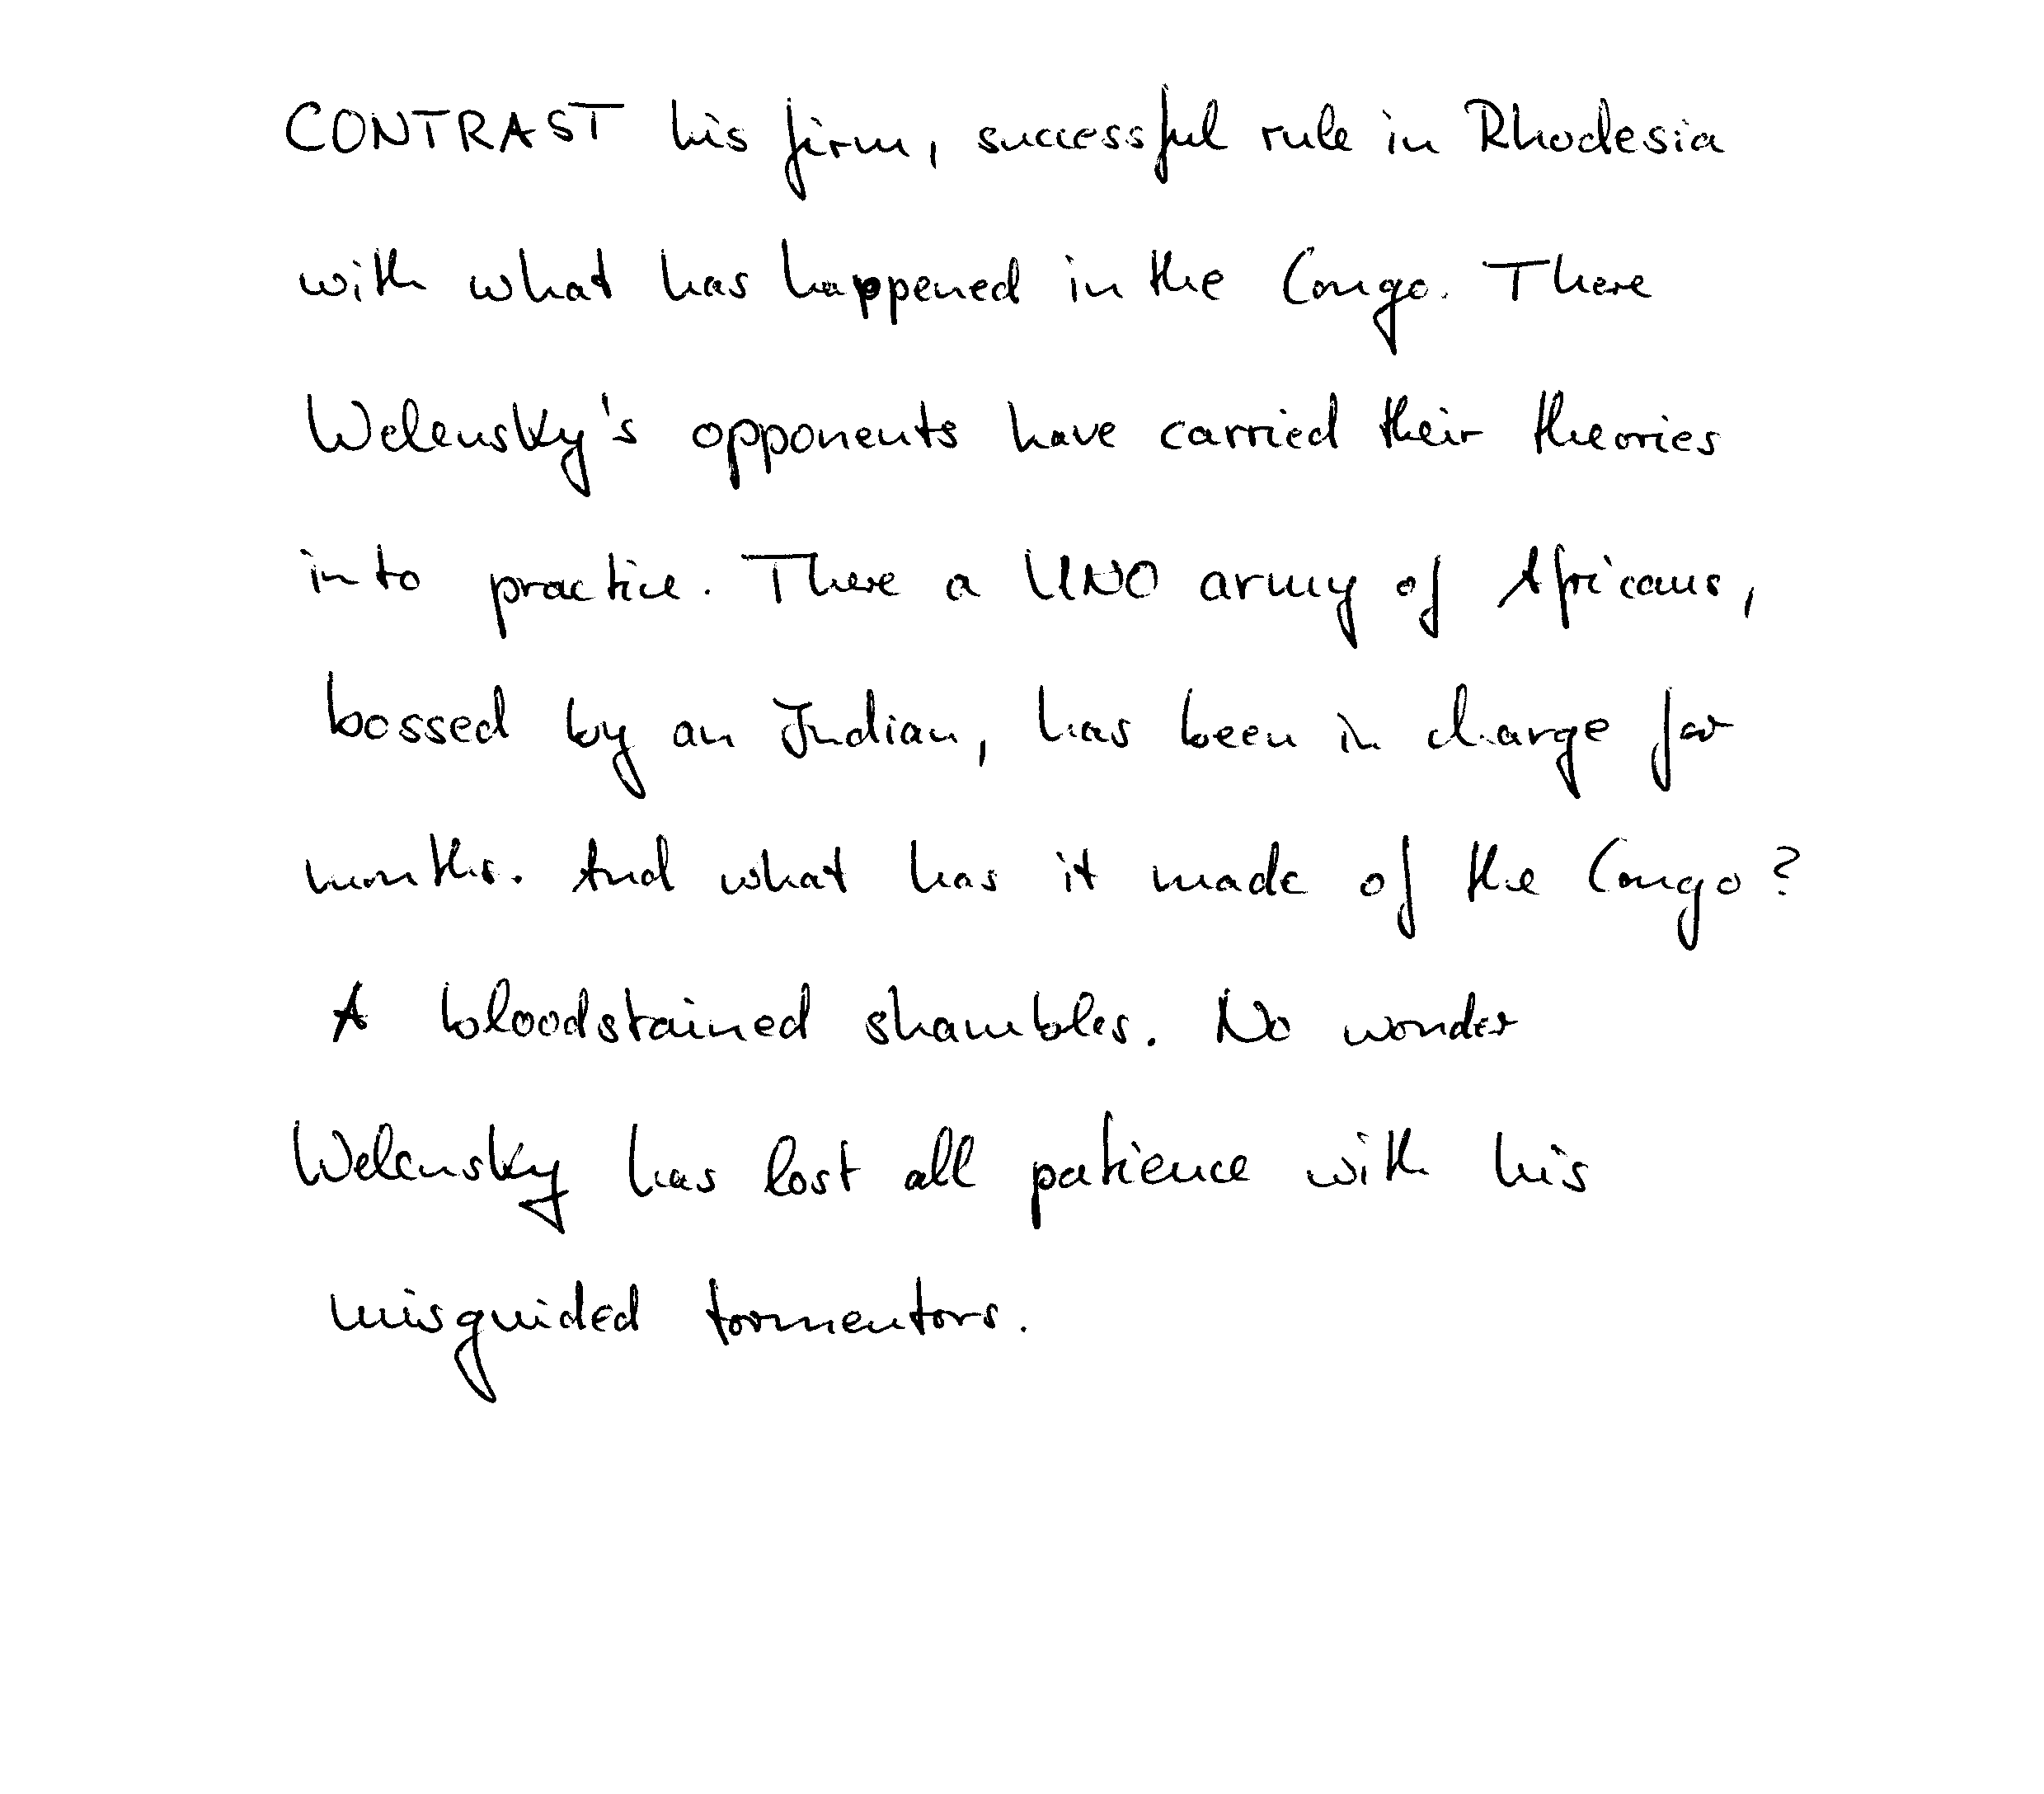 CONTRAST his firm, successful rule in Rhodesia
with what has happened in the Congo. There
Welensky's opponents have carried their theories
into practice. There a UNO army of Africans,
bossed by an Indian, has been in charge for
months. And what has it made of the Congo?
A bloodstained shambles. No wonder
Welensky has lost all patience with his
misguided tormentors.